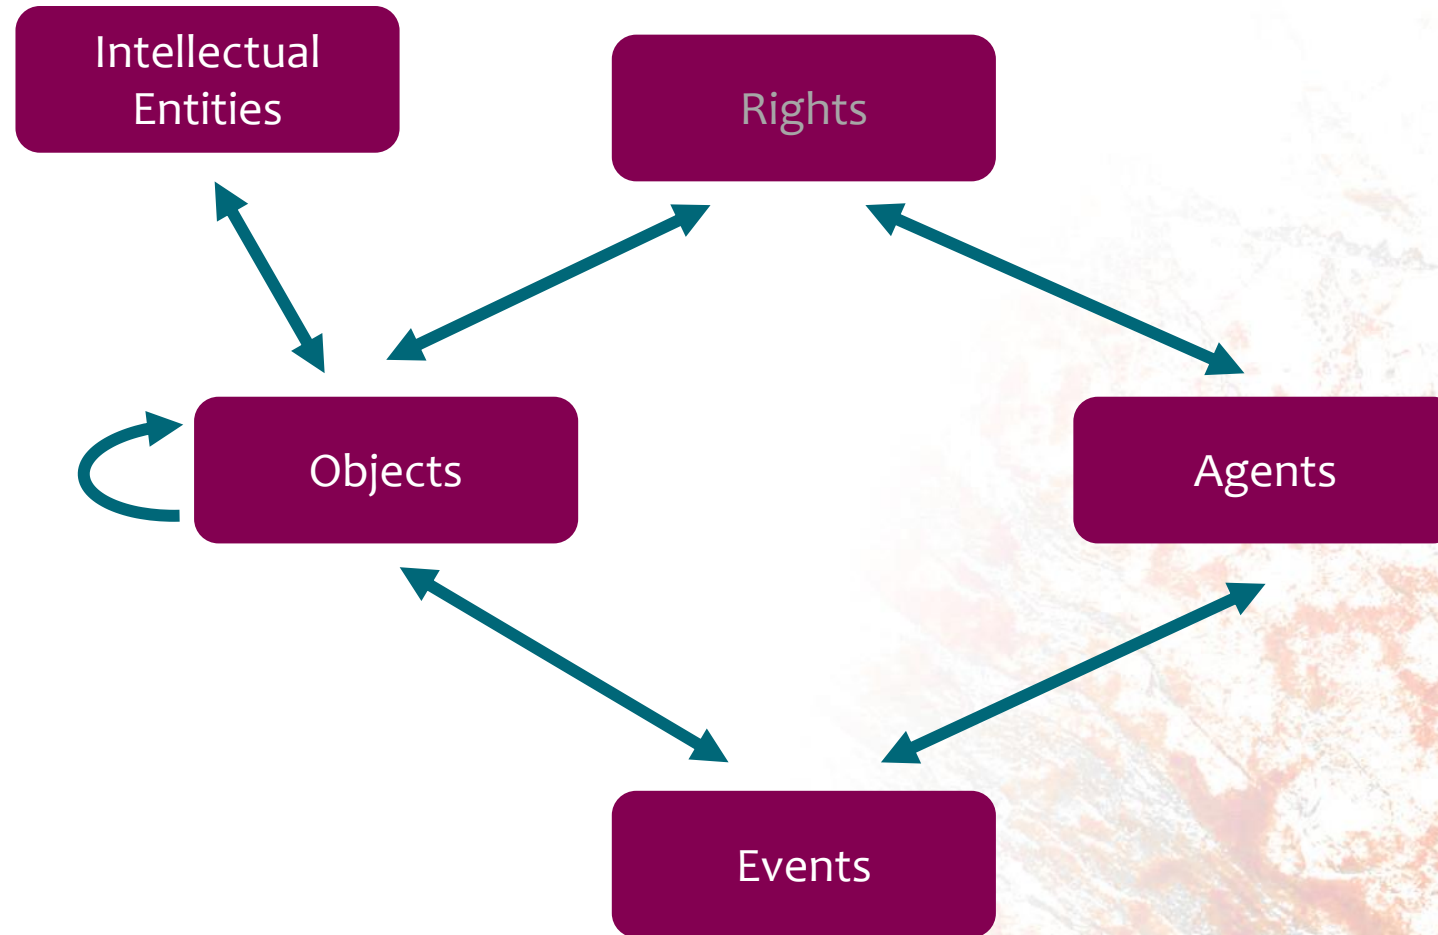 Intellectual
Entities
Rights
Objects
Agents
Events